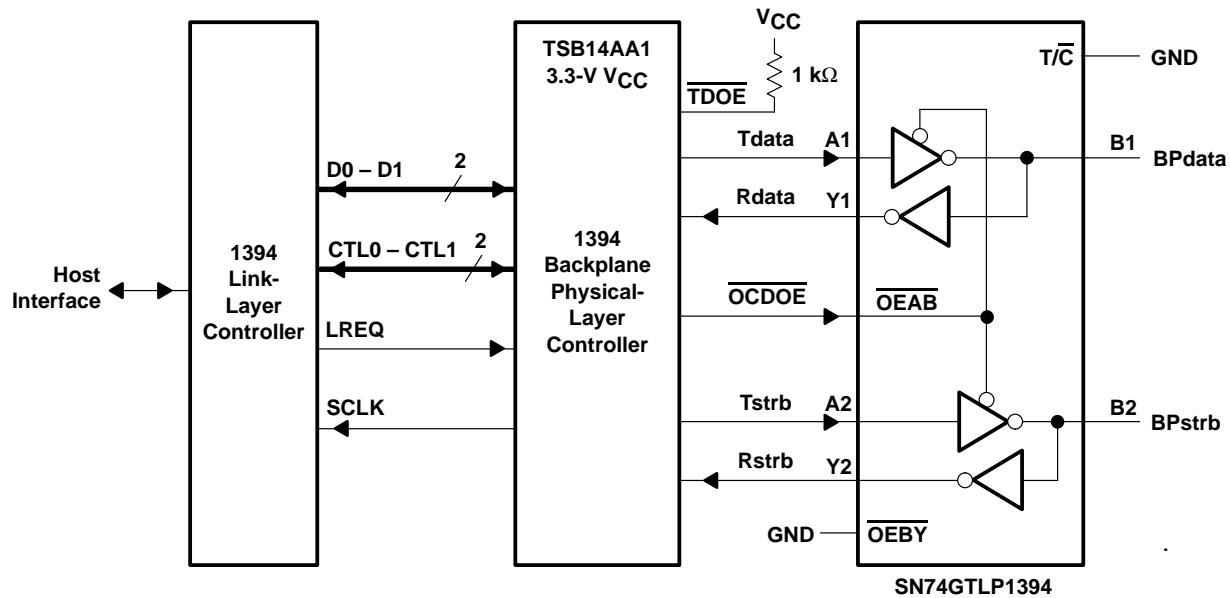 VCC
1 kΩ
TSB14AA1
3.3-V VCC
TDOE
T/C
GND
Tdata
A1
B1
BPdata
D0 – D1
2
Rdata
Y1
Host
Interface
1394
Link-
Layer
Controller
CTL0 – CTL1
2
1394
Backplane
Physical-
Layer
Controller
OCDOE
OEAB
LREQ
SCLK
Tstrb
A2
B2
BPstrb
Rstrb
Y2
GND
OEBY
SN74GTLP1394